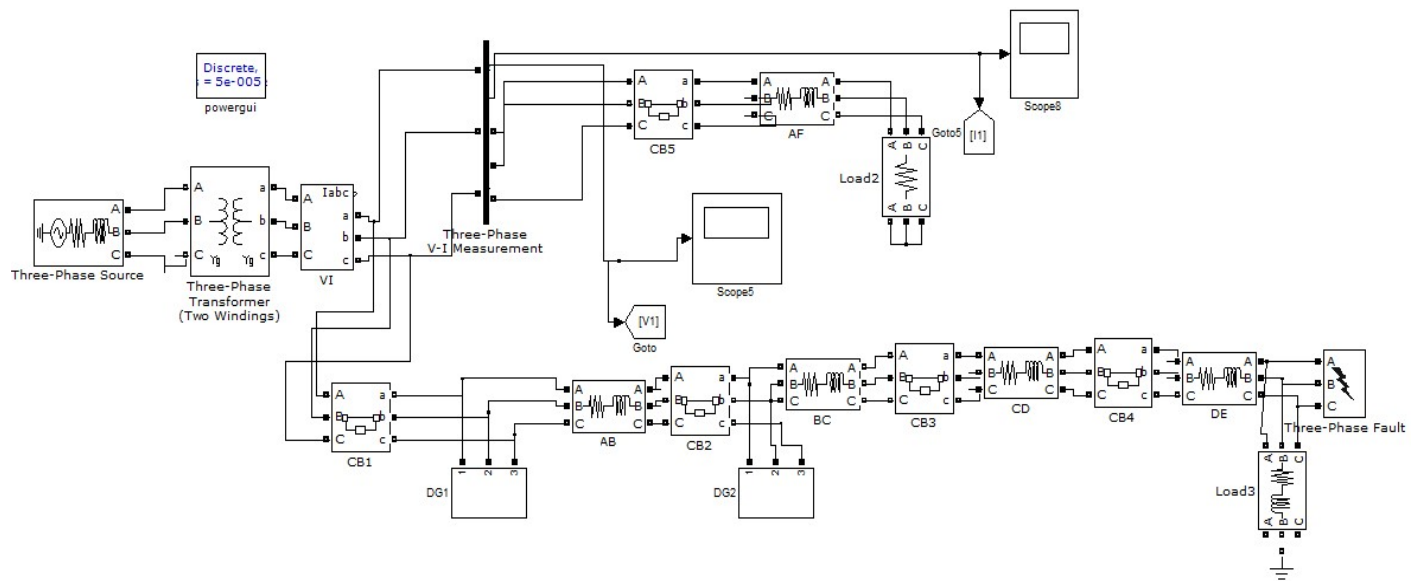 Discrete,
s = 5e-005
powergui
A
B
C
Three-Phase Source
A
B
C
a
b
c
Yg
Yg
Three-Phase
Transformer
(Two Windings)
Iabc
A
B
C
a
b
c
VI
Three-Phase
V-I Measurement
A
B
C
a
b
c
CB5
A
B
C
A
B
C
AF
A
B
C
A
B
C
Load2
Goto5
[I1]
Scope8
Scope5
[V1]
Goto
A
B
C
a
b
c
CB1
1
2
3
DG1
A
B
C
A
B
C
AB
A
B
C
a
b
c
CB2
1
2
3
DG2
A
B
C
A
B
C
BC
A
B
C
a
b
c
CB3
A
B
C
A
B
C
CD
A
B
C
a
b
c
CB4
A
B
C
A
B
C
DE
A
B
C
Three-Phase Fault
A
B
C
A
B
C
Load3